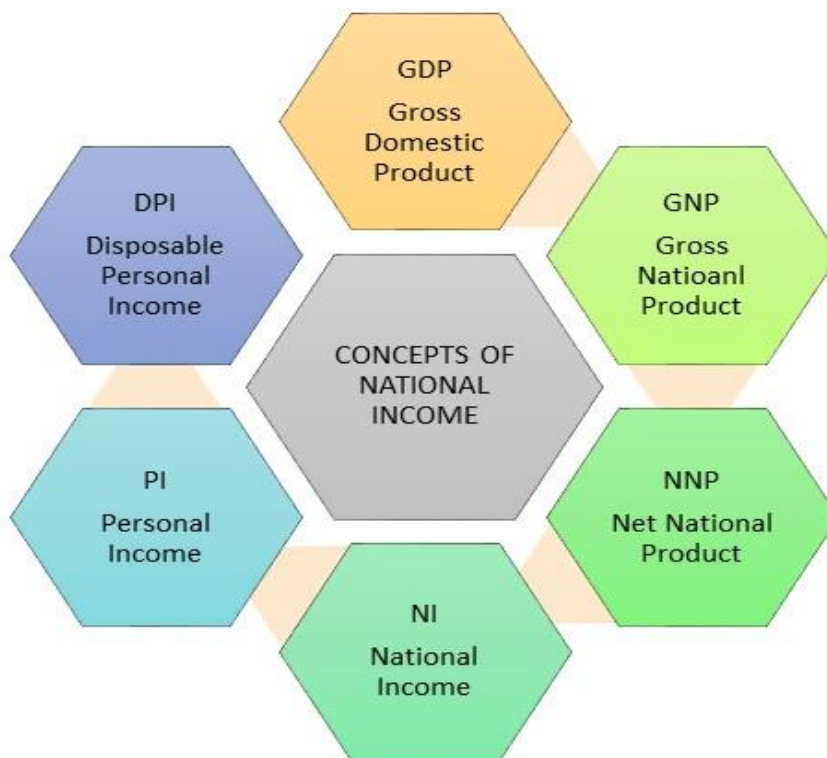 GDP
Gross
Domestic
Product
GNP
Gross
Natioanl
Product
NNP
Net National
Product
NI
National
Income
PI
Personal
Income
DPI
Disposable
Personal
Income
CONCEPTS OF
NATIONAL
INCOME